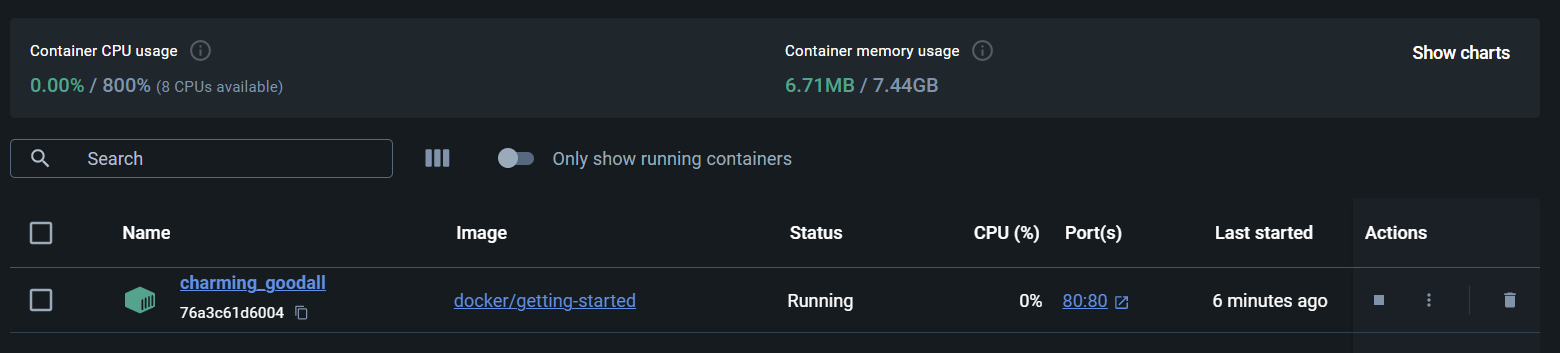 Container CPU usage
0.00% / 800% (8 CPUs available)
Container memory usage
6.71MB / 7.44GB
Show charts
Search
Only show running containers
Name Image Status CPU (%) Port(s) Last started Actions
charming_goodall
76a3c61d6004
docker/getting-started Running 0% 80:80 6 minutes ago